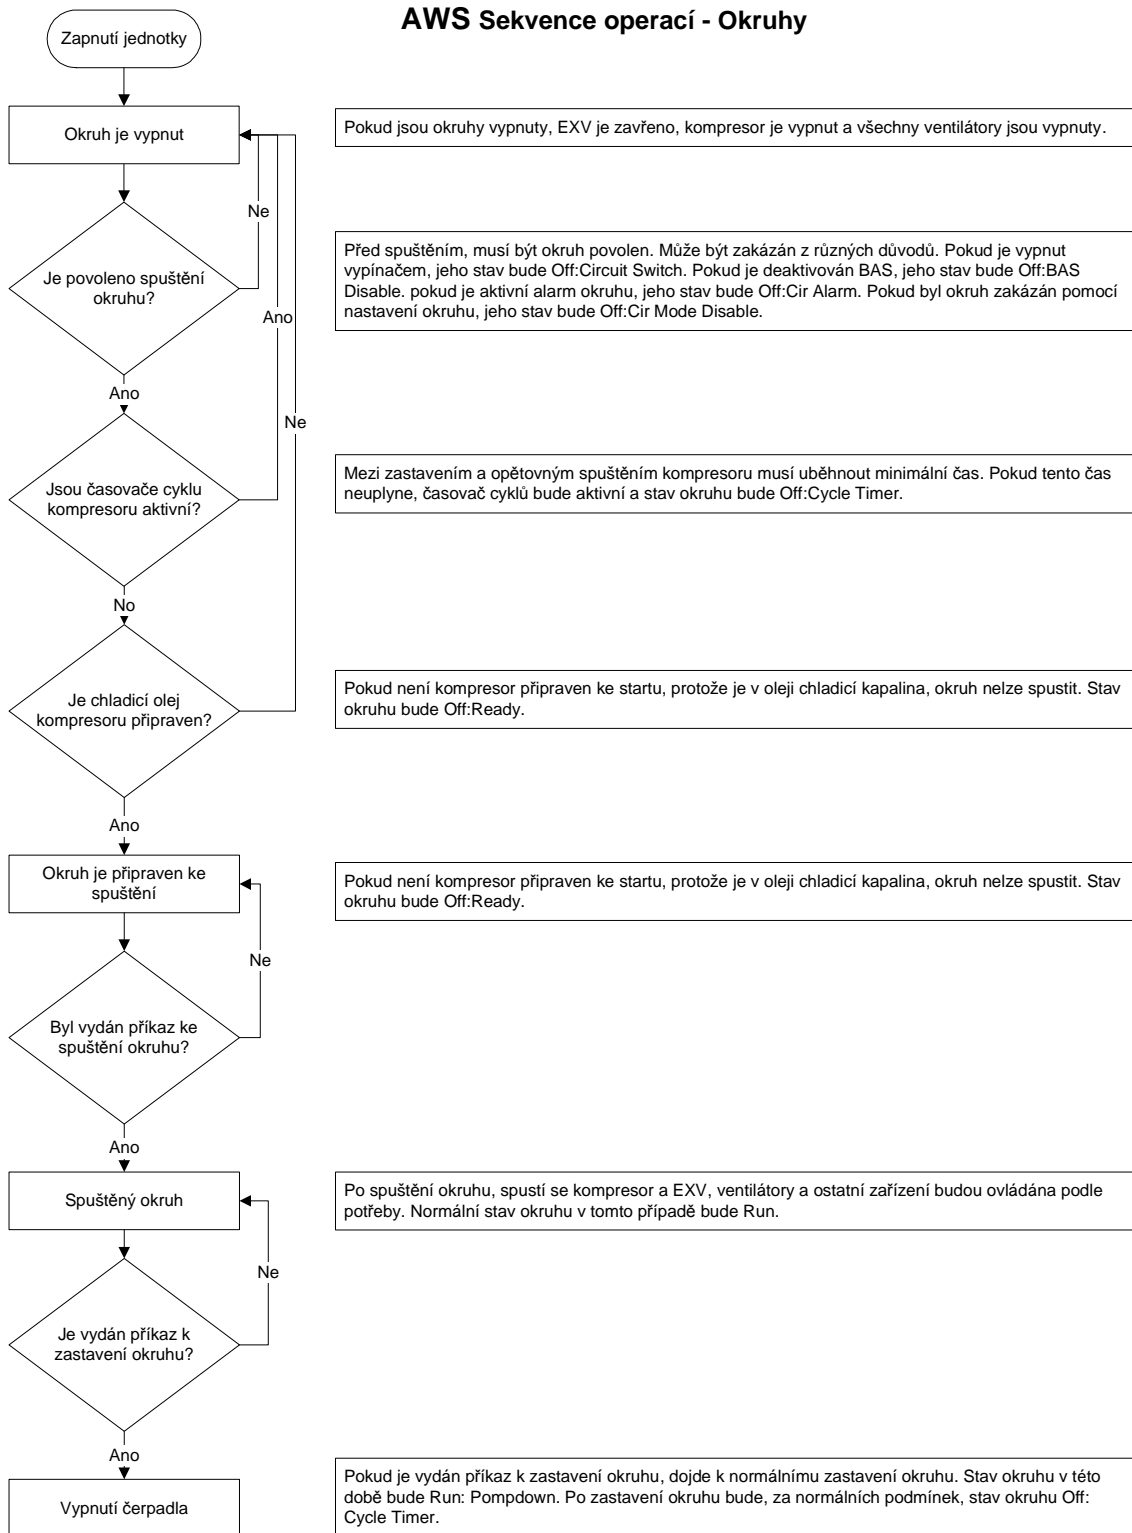 AWS Sekvence operací - Okruhy
Zapnutí jednotky
Okruh je vypnut
Pokud jsou okruhy vypnuty, EXV je zavřeno, kompresor je vypnut a všechny ventilátory jsou vypnuty.
Ne
Je povoleno spuštění
okruhu?
Před spuštěním, musí být okruh povolen. Může být zakázán z různých důvodů. Pokud je vypnut
vypínačem, jeho stav bude Off:Circuit Switch. Pokud je deaktivován BAS, jeho stav bude Off:BAS
Disable. pokud je aktivní alarm okruhu, jeho stav bude Off:Cir Alarm. Pokud byl okruh zakázán pomocí
nastavení okruhu, jeho stav bude Off:Cir Mode Disable.
Ano
Ano
Ne
Jsou časovače cyklu
kompresoru aktivní?
Mezi zastavením a opětovným spuštěním kompresoru musí uběhnout minimální čas. Pokud tento čas
neuplyne, časovač cyklů bude aktivní a stav okruhu bude Off:Cycle Timer.
No
Je chladicí olej
kompresoru připraven?
Pokud není kompresor připraven ke startu, protože je v oleji chladicí kapalina, okruh nelze spustit. Stav
okruhu bude Off:Ready.
Ano
Okruh je připraven ke
spuštění
Pokud není kompresor připraven ke startu, protože je v oleji chladicí kapalina, okruh nelze spustit. Stav
okruhu bude Off:Ready.
Ne
Byl vydán příkaz ke
spuštění okruhu?
Ano
Spuštěný okruh
Po spuštění okruhu, spustí se kompresor a EXV, ventilátory a ostatní zařízení budou ovládána podle
potřeby. Normální stav okruhu v tomto případě bude Run.
Ne
Je vydán příkaz k
zastavení okruhu?
Ano
Vypnutí čerpadla
Pokud je vydán příkaz k zastavení okruhu, dojde k normálnímu zastavení okruhu. Stav okruhu v této
době bude Run: Pompdown. Po zastavení okruhu bude, za normálních podmínek, stav okruhu Off:
Cycle Timer.